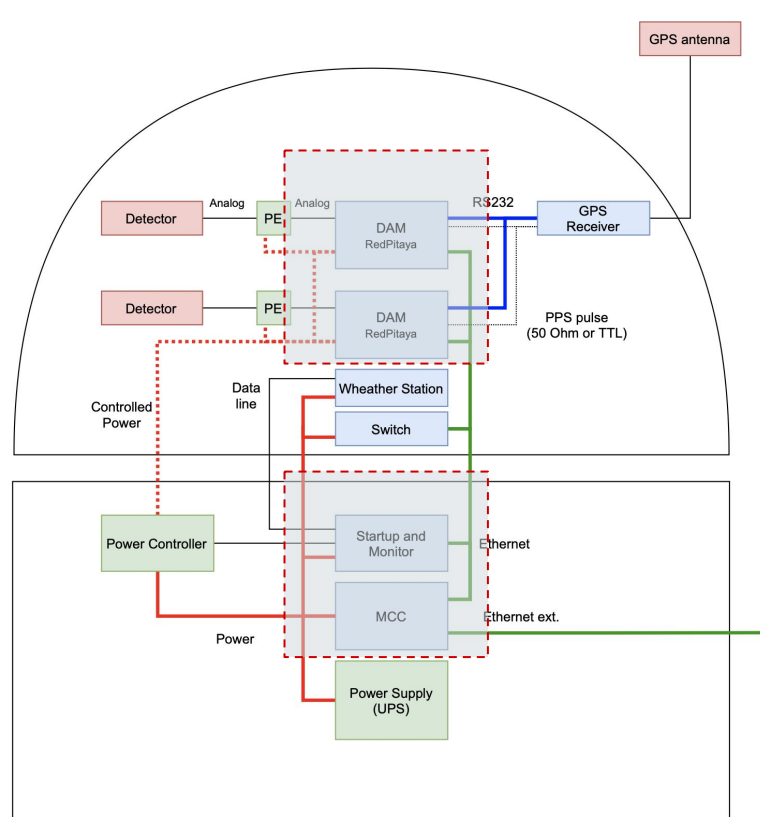 GPS antenna
Analog
Analog
RS232
Detector
PE
DAM
RedPitaya
GPS
Receiver
Detector
PE
DAM
RedPitaya
PPS pulse
(50 Ohm or TTL)
Data
line
Wheather Station
Controlled
Power
Switch
Power Controller
Startup and
Monitor
Ethernet
MCC
Ethernet ext.
Power
Power Supply
(UPS)